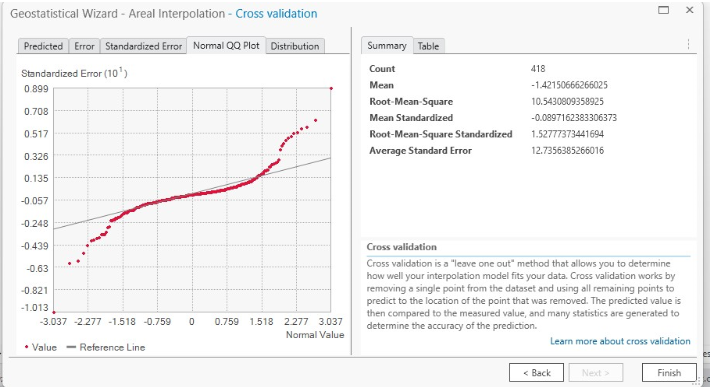 Geostatistical Wizard - Areal Interpolation - Cross validation
Predicted Error Standardized Error Normal QQ Plot Distribution
Standardized Error (10¹)
0.899
0.708
0.517
0.326
0.135
-0.057
-0.248
-0.439
-0.63
-0.821
-1.013
-3.037 -2.277 -1.518 -0.759 0 0.759 1.518 2.277 3.037
Normal Value
• Value — Reference Line
Summary Table
Count 418
Mean -1.42150666266025
Root-Mean-Square 10.5430809358925
Mean Standardized -0.0897162383306373
Root-Mean-Square Standardized 1.52777373441694
Average Standard Error 12.7356385266016
Cross validation
Cross validation is a "leave one out" method that allows you to determine
how well your interpolation model fits your data. Cross validation works by
removing a single point from the dataset and using all remaining points to
predict to the location of the point that was removed. The predicted value is
then compared to the measured value, and many statistics are generated to
determine the accuracy of the prediction.
Learn more about cross validation
< Back Next > Finish